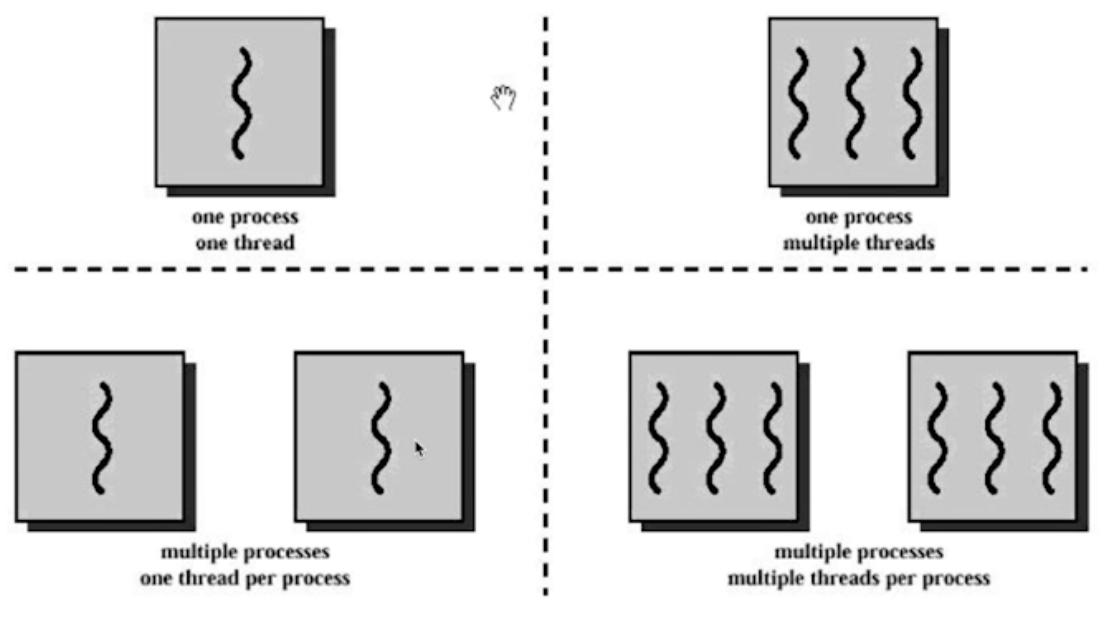 one process
one thread
one process
multiple threads
multiple processes
one thread per process
multiple processes
multiple threads per process